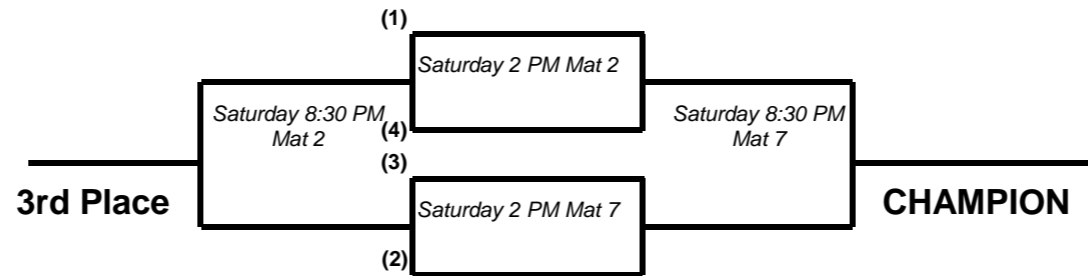 (1)
Saturday 2 PM Mat 2
Saturday 8:30 PM
Mat 2
(4)
Saturday 8:30 PM
Mat 7
(3)
3rd Place
CHAMPION
Saturday 2 PM Mat 7
(2)